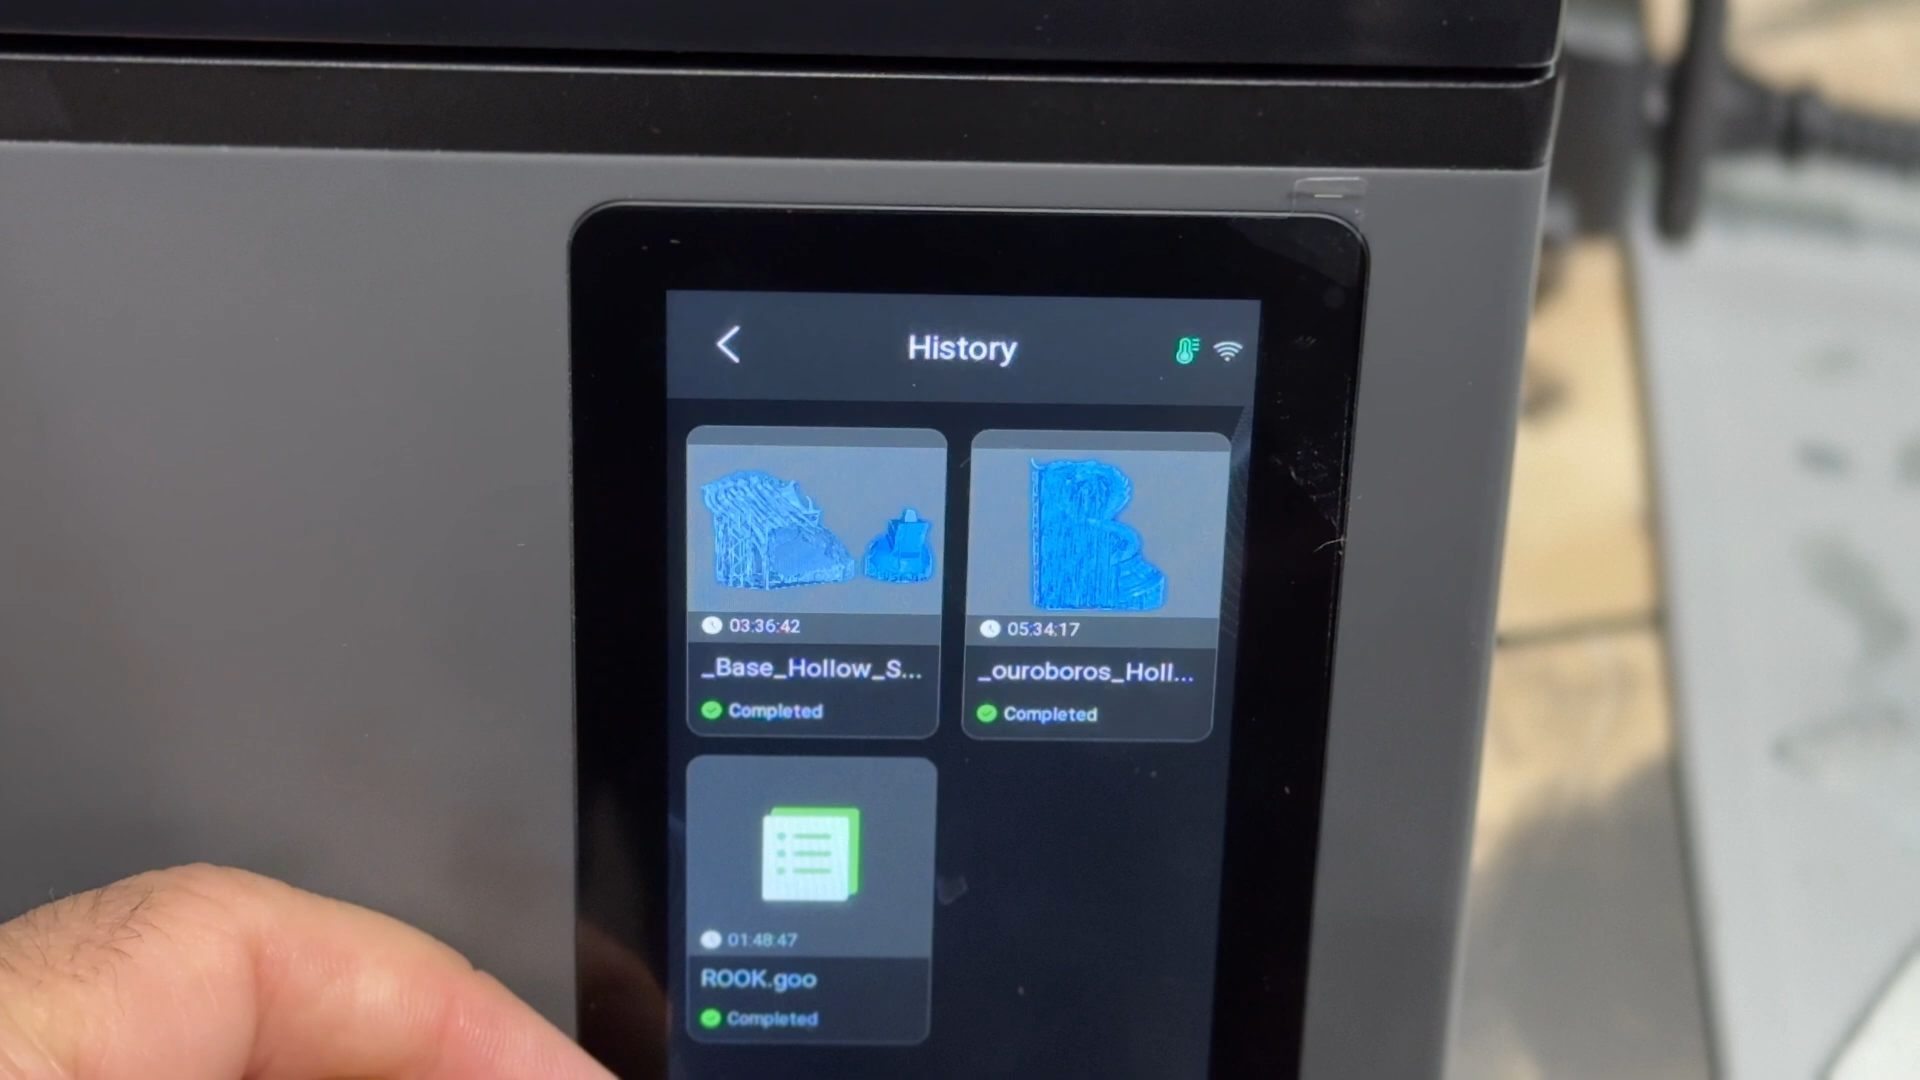 History
03:36:42
_Base_Hollow_S...
Completed
05:34:17
_ouroboros_Holl...
Completed
01:48:47
ROOK.goo
Completed